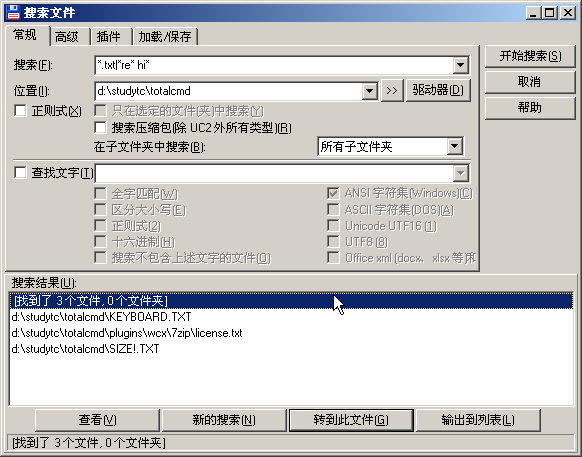 搜索文件
常规 高级 插件 加载/保存
搜索(F): *.txt|*re* hi* 开始搜索(S)
取消
位置(I): d:\studytc\totalcmd >> 驱动器(D)
帮助
正则式(X) 只在选定的文件(夹)中搜索(Y)
搜索压缩包(除 UC2 外所有类型)(R)
在子文件夹中搜索(B): 所有子文件夹
查找文字(T)
全字匹配(W) ANSI 字符集(Windows)(C)
区分大小写(E) ASCII 字符集(DOS)(A)
正则式(2) Unicode UTF16 (1)
十六进制(H) UTF8 (8)
搜索不包含上述文字的文件(O) Office xml (docx、xlsx 等)
搜索结果(U):
[找到了 3个文件, 0个文件夹]
d:\studytc\totalcmd\KEYBOARD.TXT
d:\studytc\totalcmd\plugins\wcx\7zip\license.txt
d:\studytc\totalcmd\SIZE!.TXT
查看(V) 新的搜索(N) 转到此文件(G) 输出到列表(L)
[找到了 3个文件, 0个文件夹]